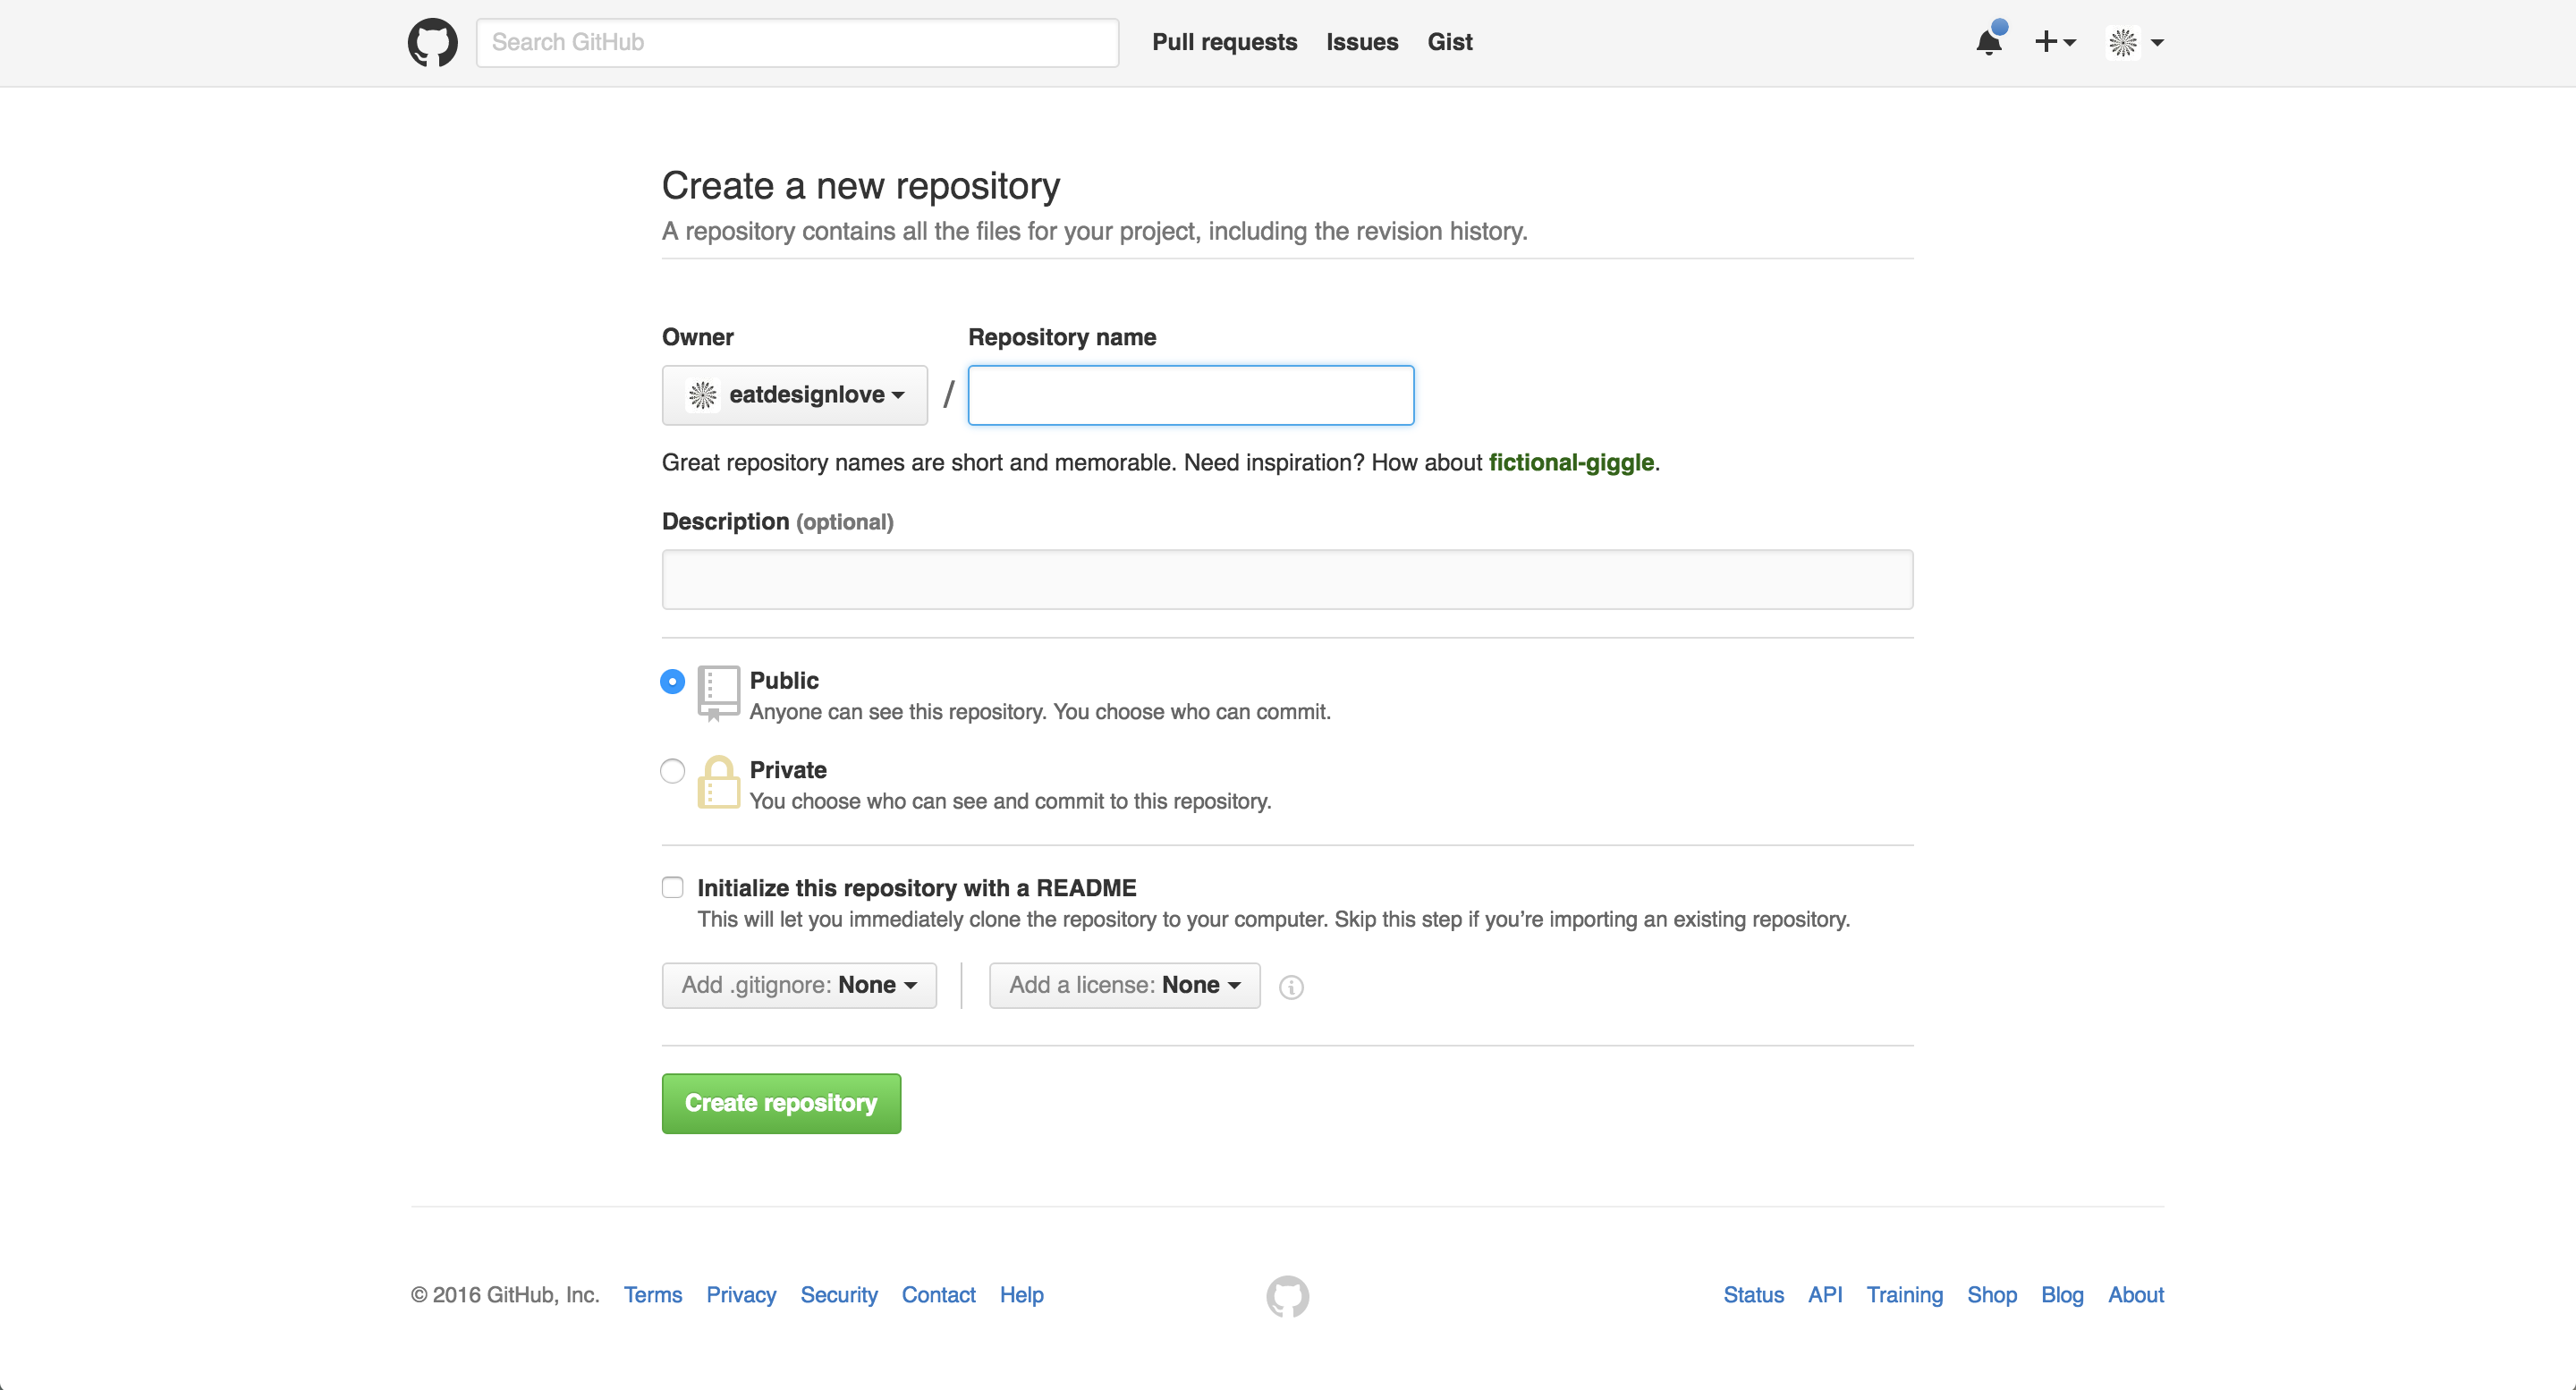 Search GitHub Pull requests Issues Gist
Create a new repository
A repository contains all the files for your project, including the revision history.
Owner Repository name
eatdesignlove /
Great repository names are short and memorable. Need inspiration? How about fictional-giggle.
Description (optional)
Public
Anyone can see this repository. You choose who can commit.
Private
You choose who can see and commit to this repository.
Initialize this repository with a README
This will let you immediately clone the repository to your computer. Skip this step if you’re importing an existing repository.
Add .gitignore: None Add a license: None
Create repository
© 2016 GitHub, Inc. Terms Privacy Security Contact Help Status API Training Shop Blog About